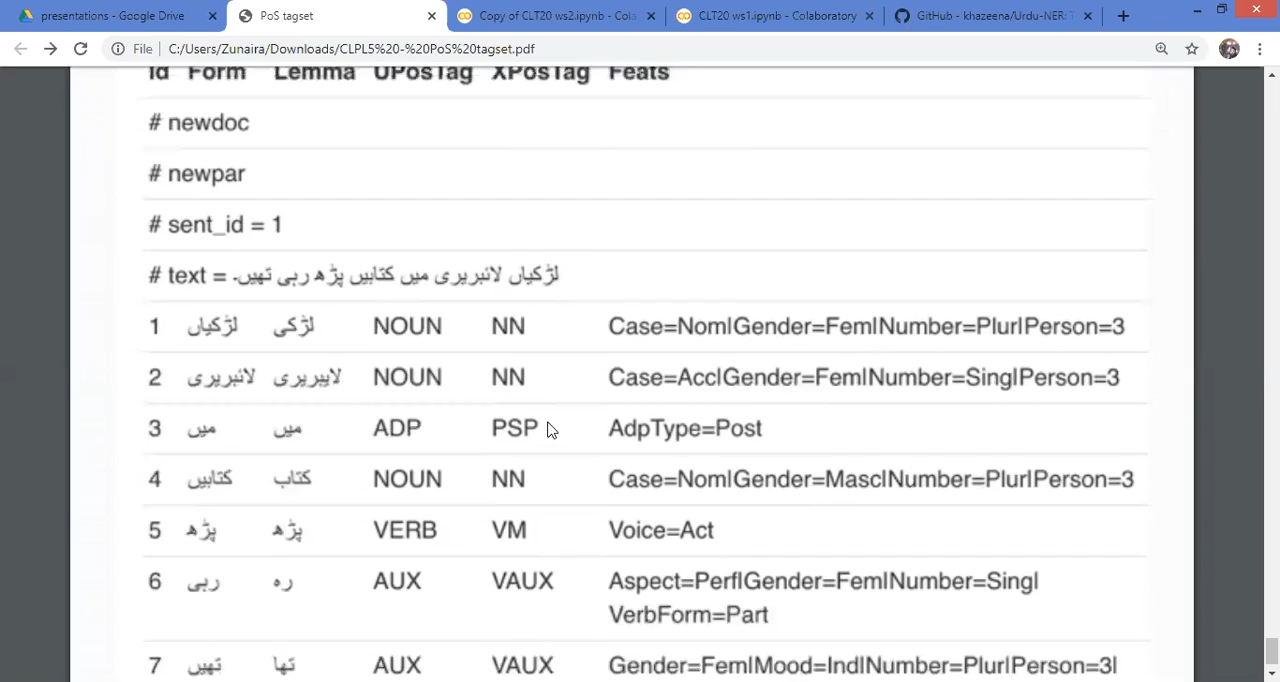 presentations - Google Drive
PoS tagset
Copy of CLT20 ws2.ipynb - Cola
CLT20 ws1.ipynb - Colaboratory
GitHub - khazeena/Urdu-NER: T
File | C:/Users/Zunaira/Downloads/CLPL5%20-%20PoS%20tagset.pdf
Id Form Lemma UPosTag XPosTag Feats
# newdoc
# newpar
# sent_id = 1
# text = لڑکیاں لائبریری میں کتابیں پڑھ رہی تھیں۔
1 لڑکیاں لڑکی NOUN NN Case=Nom|Gender=Fem|Number=Plur|Person=3
2 لائبریری لایبریری NOUN NN Case=Acc|Gender=Fem|Number=Sing|Person=3
3 میں میں ADP PSP AdpType=Post
4 کتابیں کتاب NOUN NN Case=Nom|Gender=Masc|Number=Plur|Person=3
5 پڑھ پڑھ VERB VM Voice=Act
6 رہی رہ AUX VAUX Aspect=Perf|Gender=Fem|Number=Sing|
VerbForm=Part
7 تھیں تھا AUX VAUX Gender=Fem|Mood=Ind|Number=Plur|Person=3|